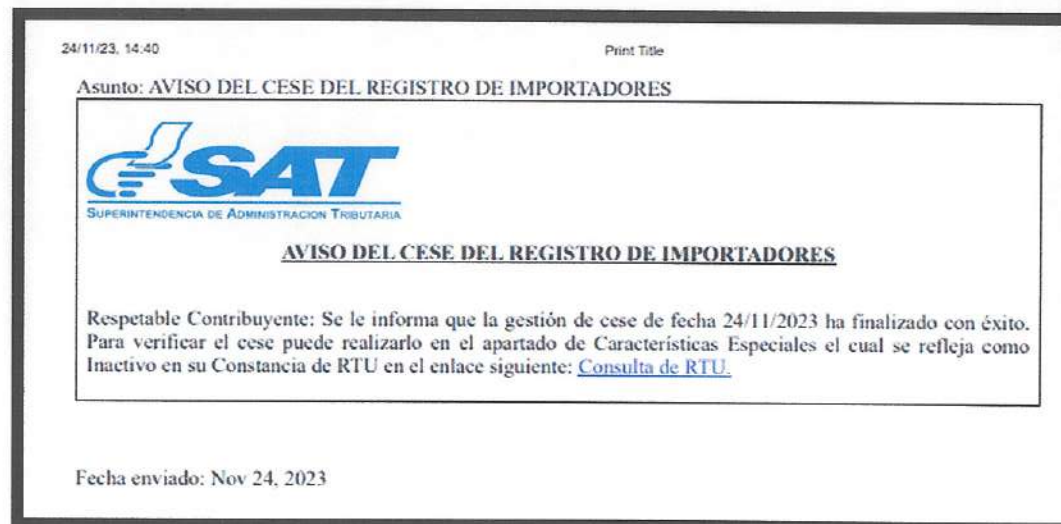 24/11/23, 14:40 Print Title
Asunto: AVISO DEL CESE DEL REGISTRO DE IMPORTADORES
SAT
SUPERINTENDENCIA DE ADMINISTRACION TRIBUTARIA
AVISO DEL CESE DEL REGISTRO DE IMPORTADORES
Respetable Contribuyente: Se le informa que la gestión de cese de fecha 24/11/2023 ha finalizado con éxito.
Para verificar el cese puede realizarlo en el apartado de Características Especiales el cual se refleja como
Inactivo en su Constancia de RTU en el enlace siguiente: Consulta de RTU.
Fecha enviado: Nov 24, 2023